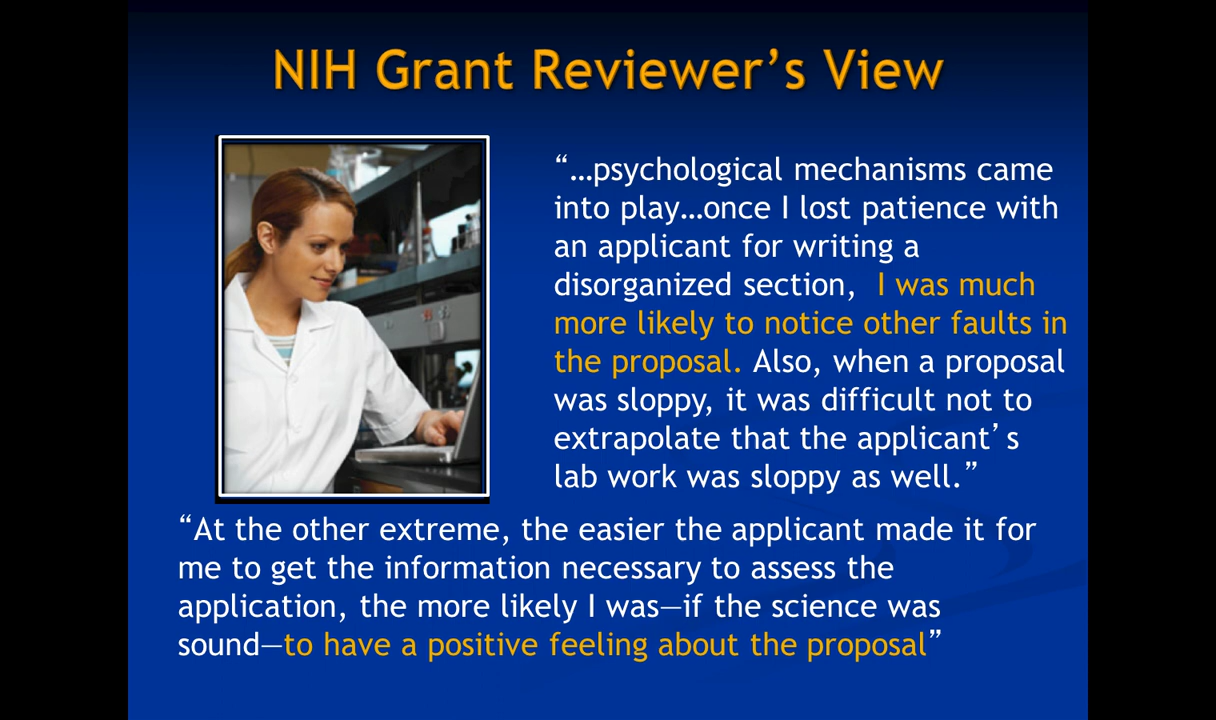 NIH Grant Reviewer’s View
“…psychological mechanisms came
into play…once I lost patience with
an applicant for writing a
disorganized section,  I was much
more likely to notice other faults in
the proposal. Also, when a proposal
was sloppy, it was difficult not to
extrapolate that the applicant’s
lab work was sloppy as well.”
“At the other extreme, the easier the applicant made it for
me to get the information necessary to assess the
application, the more likely I was—if the science was
sound—to have a positive feeling about the proposal”